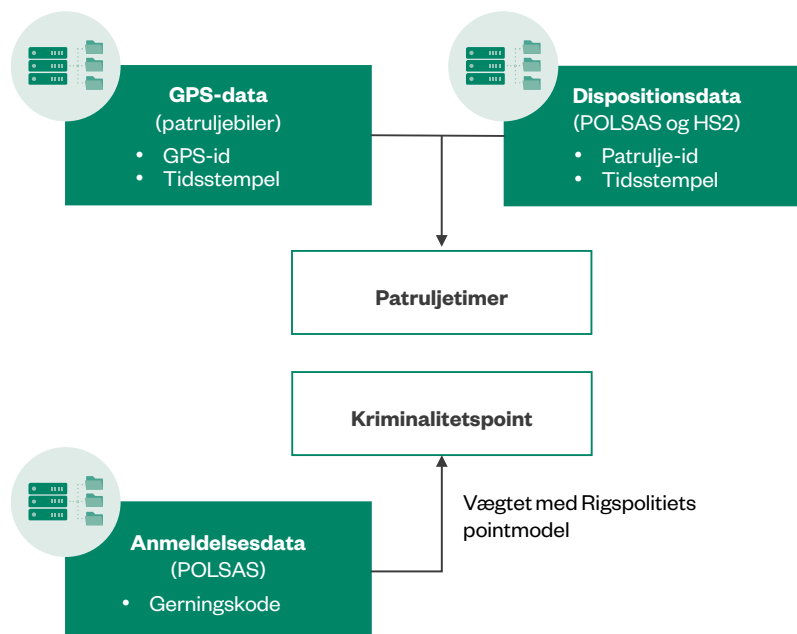 GPS-data
(patruljebiler)
• GPS-id
• Tidsstempel
Dispositionsdata
(POLSAS og HS2)
• Patrulje-id
• Tidsstempel
Patruljetimer
Kriminalitetspoint
Vægtet med Rigspolitiets
pointmodel
Anmeldelsesdata
(POLSAS)
• Gerningskode